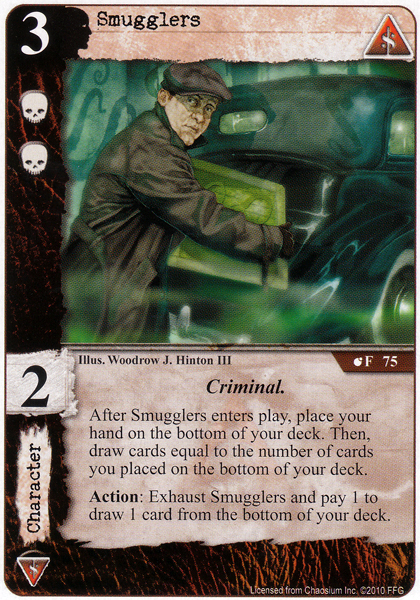 3
Smugglers
Illus. Woodrow J. Hinton III
F 75
2
Criminal.
After Smugglers enters play, place your
hand on the bottom of your deck. Then,
draw cards equal to the number of cards
you placed on the bottom of your deck.
Action: Exhaust Smugglers and pay 1 to
draw 1 card from the bottom of your deck.
Character
Licensed from Chaosium Inc. ©2010 FFG